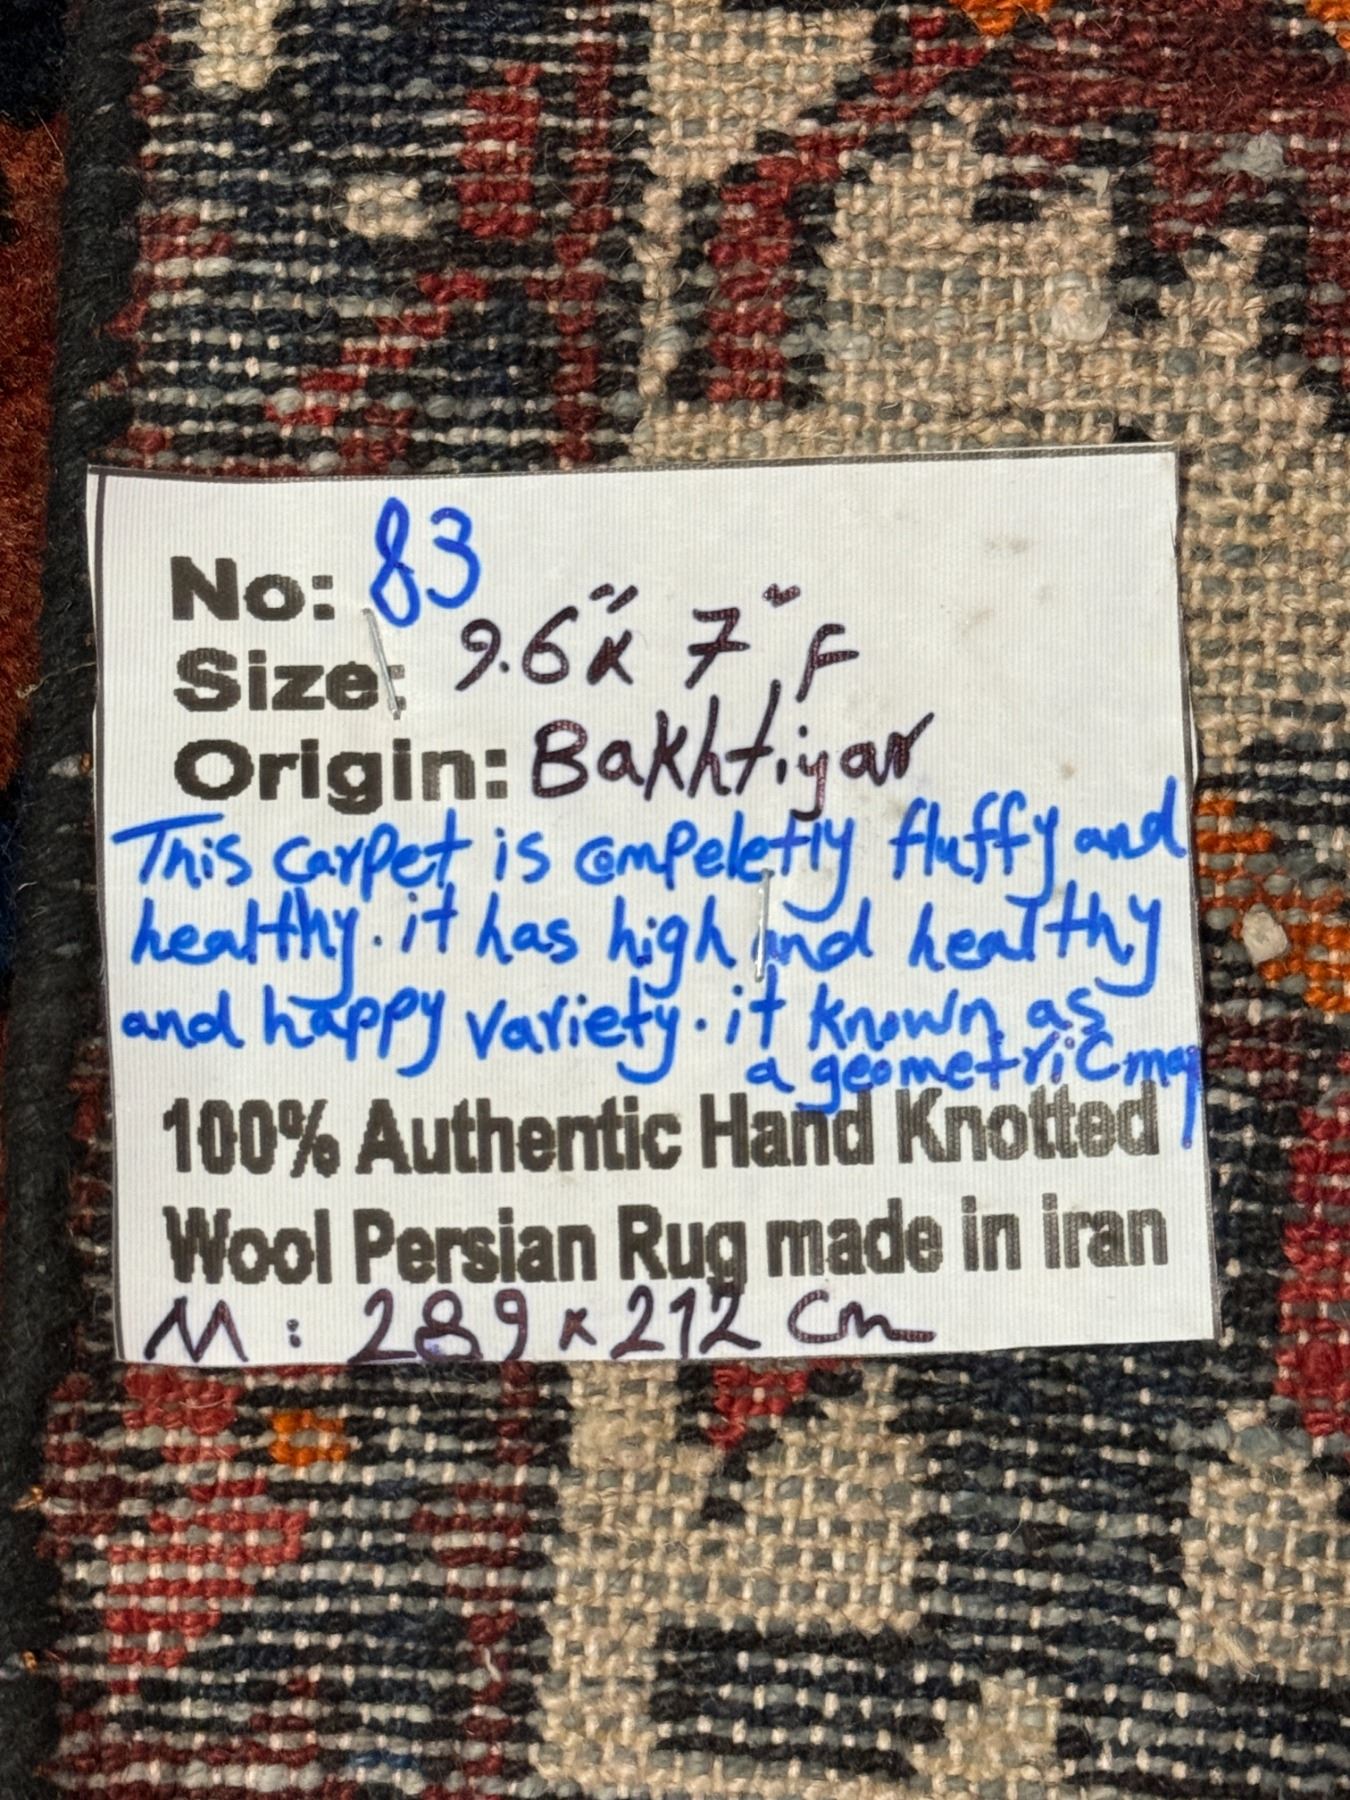 No: 83
Size: 9.6" x 7" F
Origin: Bakhtiyar
This carpet is compeletly fluffy and
healthy. it has high and healthy
and happy variety. it known as
a geometric map
100% Authentic Hand Knotted
Wool Persian Rug made in iran
M: 289 x 212 cm